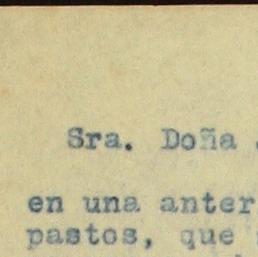 Sra. Doña
en una anter
pastos, que